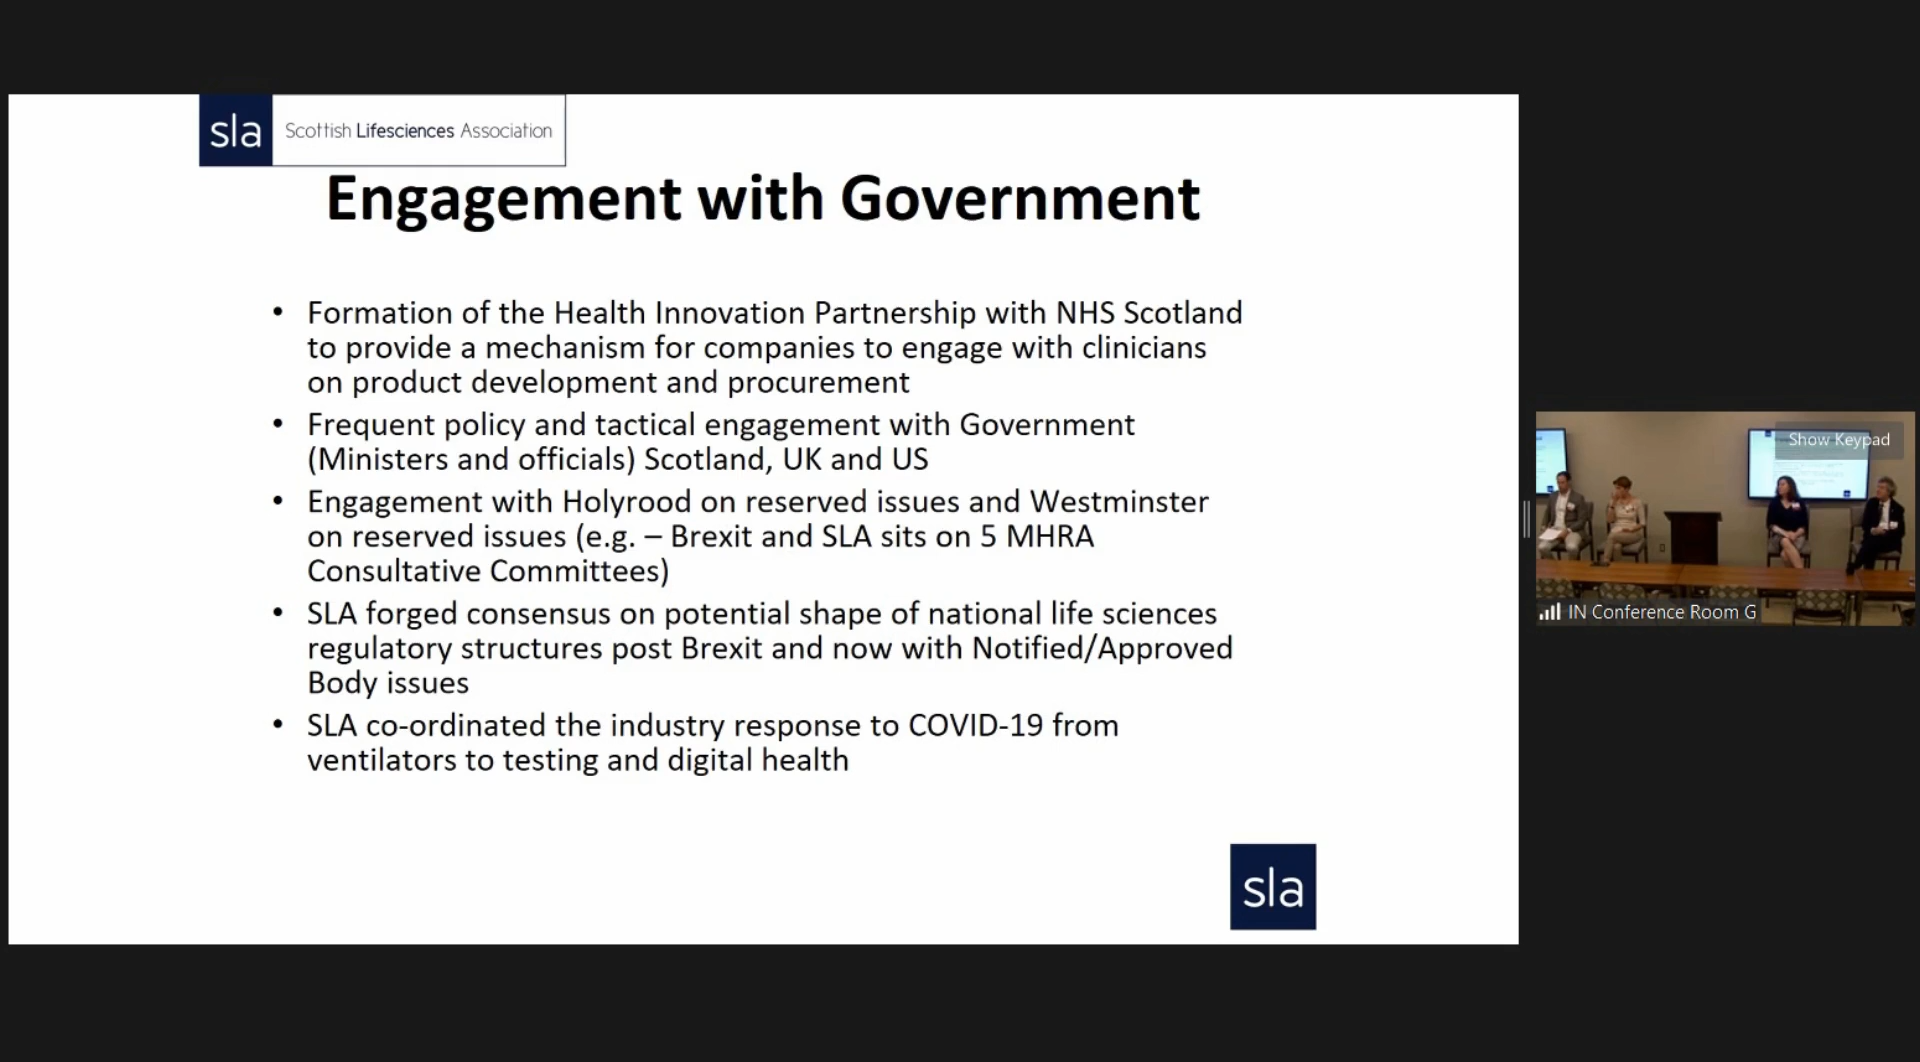 sla Scottish Lifesciences Association
Engagement with Government
• Formation of the Health Innovation Partnership with NHS Scotland
to provide a mechanism for companies to engage with clinicians
on product development and procurement
• Frequent policy and tactical engagement with Government
(Ministers and officials) Scotland, UK and US
• Engagement with Holyrood on reserved issues and Westminster
on reserved issues (e.g. – Brexit and SLA sits on 5 MHRA
Consultative Committees)
• SLA forged consensus on potential shape of national life sciences
regulatory structures post Brexit and now with Notified/Approved
Body issues
• SLA co-ordinated the industry response to COVID-19 from
ventilators to testing and digital health
sla
Show Keypad
IN Conference Room G